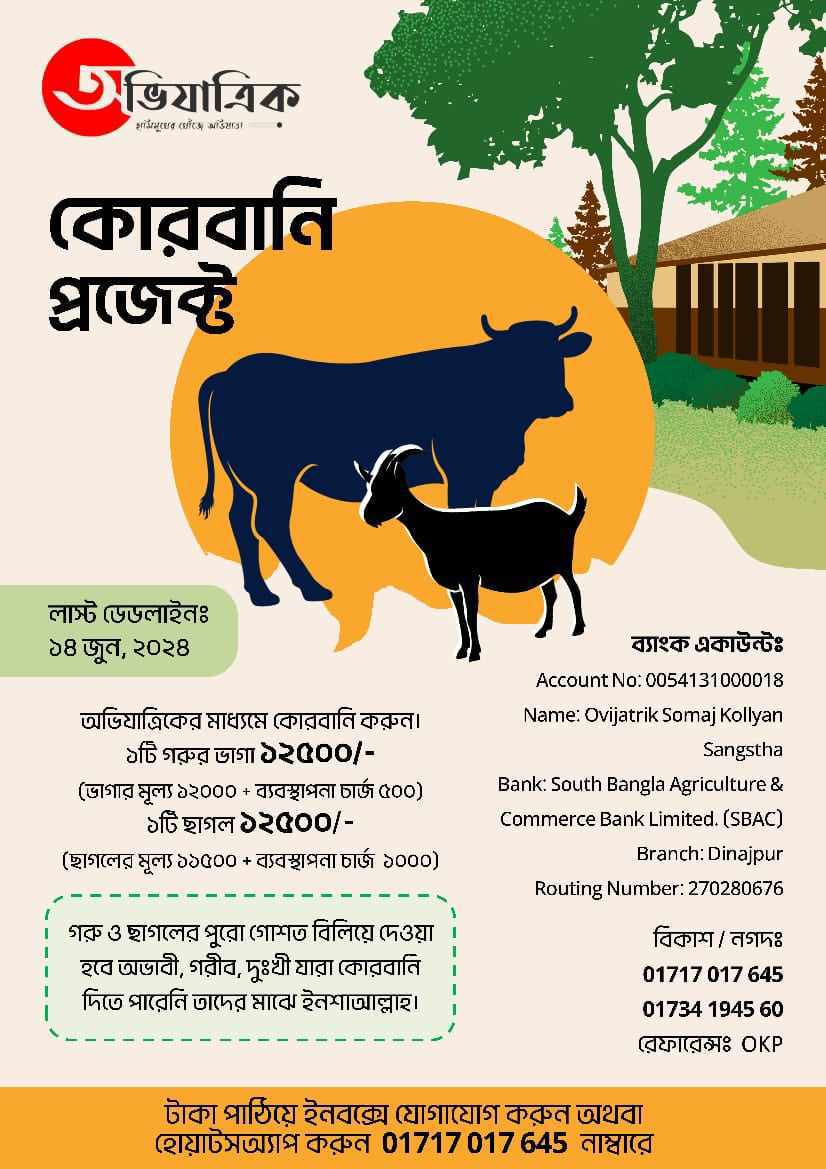 অভিযাত্রিক
হাসিমুখের খোঁজে অভিযাত্রা
কোরবানি
প্রজেক্ট
লাস্ট ডেডলাইনঃ
১৪ জুন, ২০২৪
অভিযাত্রিকের মাধ্যমে কোরবানি করুন।
১টি গরুর ভাগা ১২৫০০/-
(ভাগার মূল্য ১২০০০ + ব্যবস্থাপনা চার্জ ৫০০)
১টি ছাগল ১২৫০০/-
(ছাগলের মূল্য ১১৫০০ + ব্যবস্থাপনা চার্জ ১০০০)
গরু ও ছাগলের পুরো গোশত বিলিয়ে দেওয়া
হবে অভাবী, গরীব, দুঃখী যারা কোরবানি
দিতে পারেনি তাদের মাঝে ইনশাআল্লাহ।
ব্যাংক একাউন্টঃ
Account No: 0054131000018
Name: Ovijatrik Somaj Kollyan
Sangstha
Bank: South Bangla Agriculture &
Commerce Bank Limited. (SBAC)
Branch: Dinajpur
Routing Number: 270280676
বিকাশ / নগদঃ
01717 017 645
01734 1945 60
রেফারেন্সঃ OKP
টাকা পাঠিয়ে ইনবক্সে যোগাযোগ করুন অথবা
হোয়াটসঅ্যাপ করুন 01717 017 645 নাম্বারে